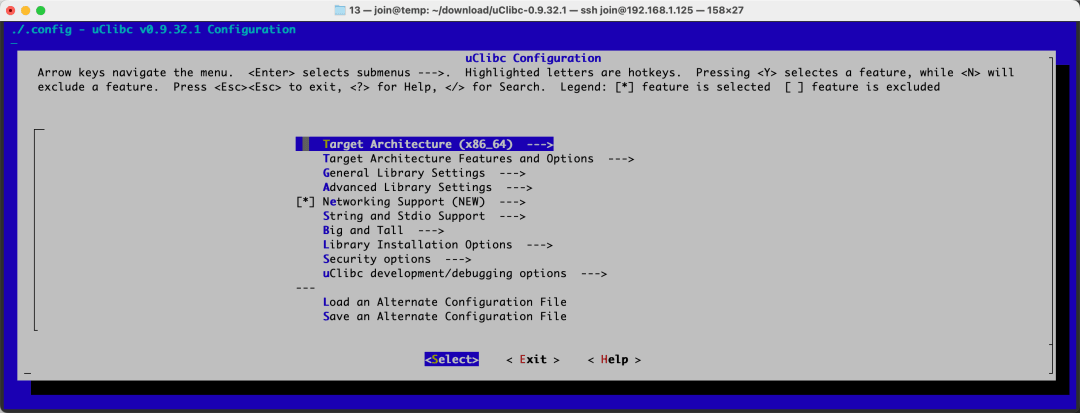 13 — join@temp: ~/download/uClibc-0.9.32.1 — ssh join@192.168.1.125 — 158×27
./.config - uClibc v0.9.32.1 Configuration
uClibc Configuration
Arrow keys navigate the menu.  <Enter> selects submenus --->.  Highlighted letters are hotkeys.  Pressing <Y> selectes a feature, while <N> will
exclude a feature.  Press <Esc><Esc> to exit, <?> for Help, </> for Search.  Legend: [*] feature is selected  [ ] feature is excluded
Target Architecture (x86_64)  --->
Target Architecture Features and Options  --->
General Library Settings  --->
Advanced Library Settings  --->
[*] Networking Support (NEW)  --->
String and Stdio Support  --->
Big and Tall  --->
Library Installation Options  --->
Security options  --->
uClibc development/debugging options  --->
---
Load an Alternate Configuration File
Save an Alternate Configuration File
<Select>    < Exit >    < Help >